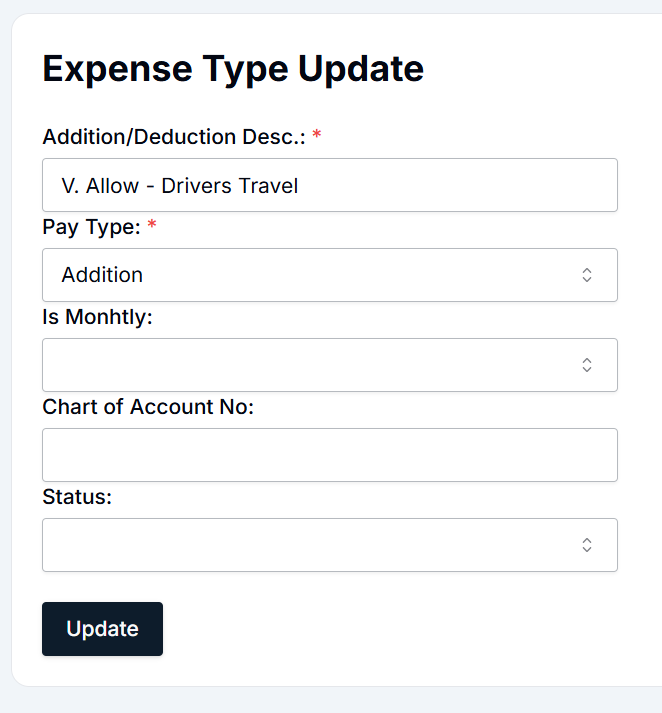 Expense Type Update
Addition/Deduction Desc.: *
V. Allow - Drivers Travel
Pay Type: *
Addition
Is Monhtly:
Chart of Account No:
Status:
Update